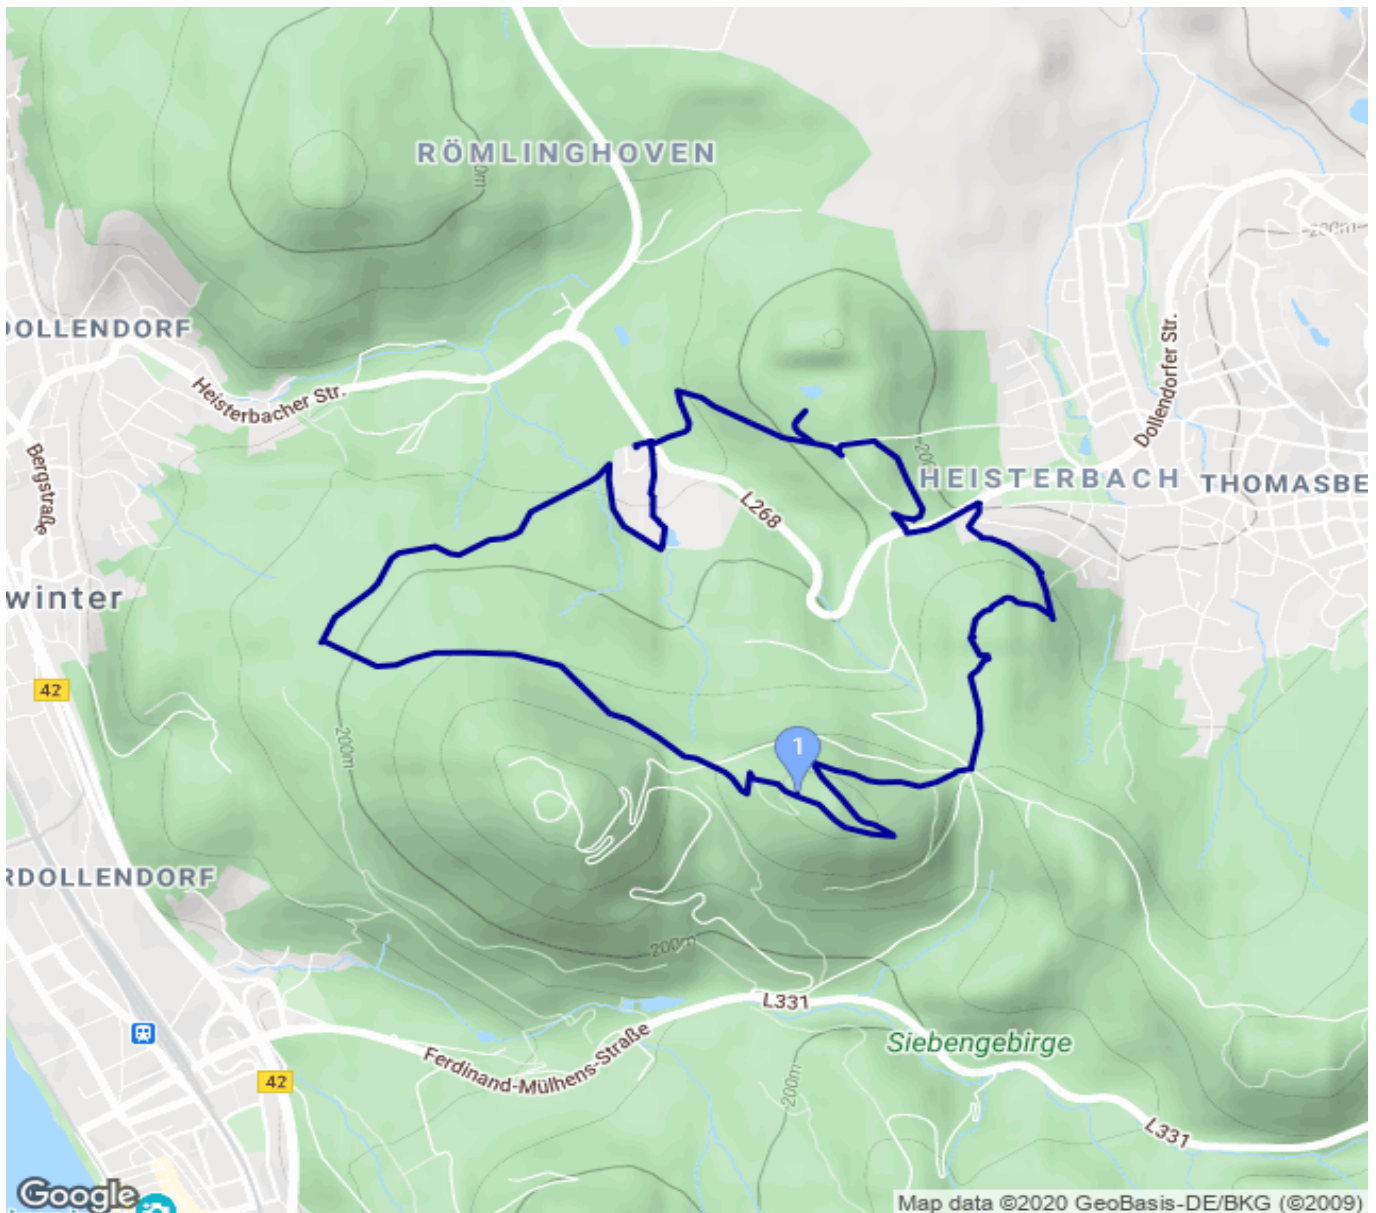 RÖMLINGHOVEN
200m
DOLLENDORF
Heisterbacher Str.
Dollendorfer Str.
Bergstraße
HEISTERBACH
THOMASBE
L268
winter
42
200m
1
RDOLLENDORF
200m
L331
Siebengebirge
Ferdinand-Mülhens-Straße
42
200m
L331
Google
Map data ©2020 GeoBasis-DE/BKG (©2009)